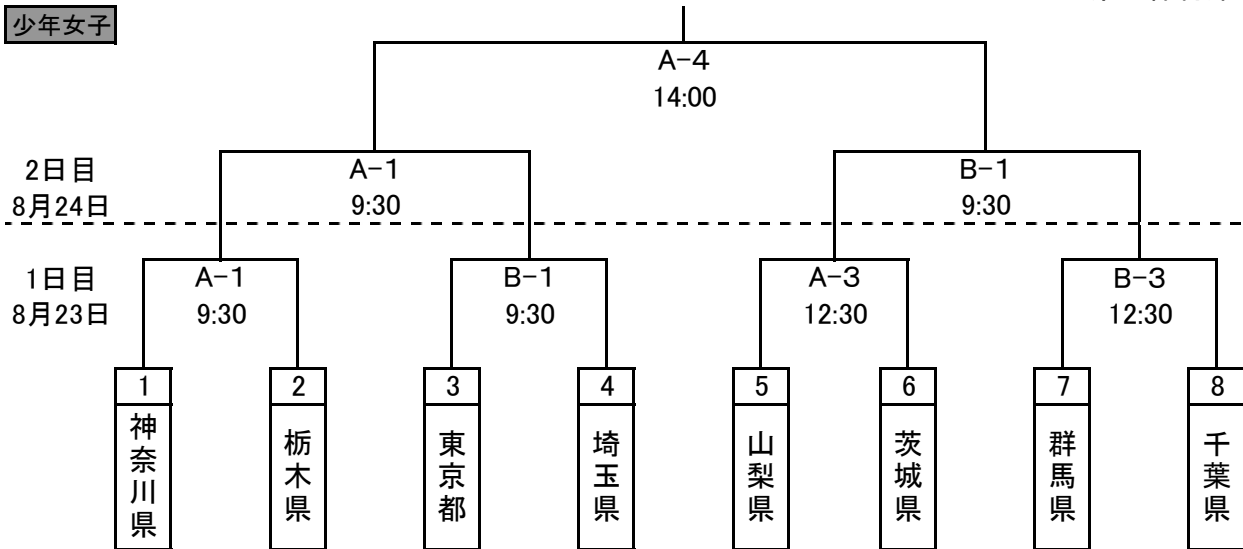 少年女子
A-4
14:00
2日目
8月24日
A-1
9:30
B-1
9:30
1日目
8月23日
A-1
9:30
B-1
9:30
A-3
12:30
B-3
12:30
1
2
3
4
5
6
7
8
神奈川県
栃木県
東京都
埼玉県
山梨県
茨城県
群馬県
千葉県